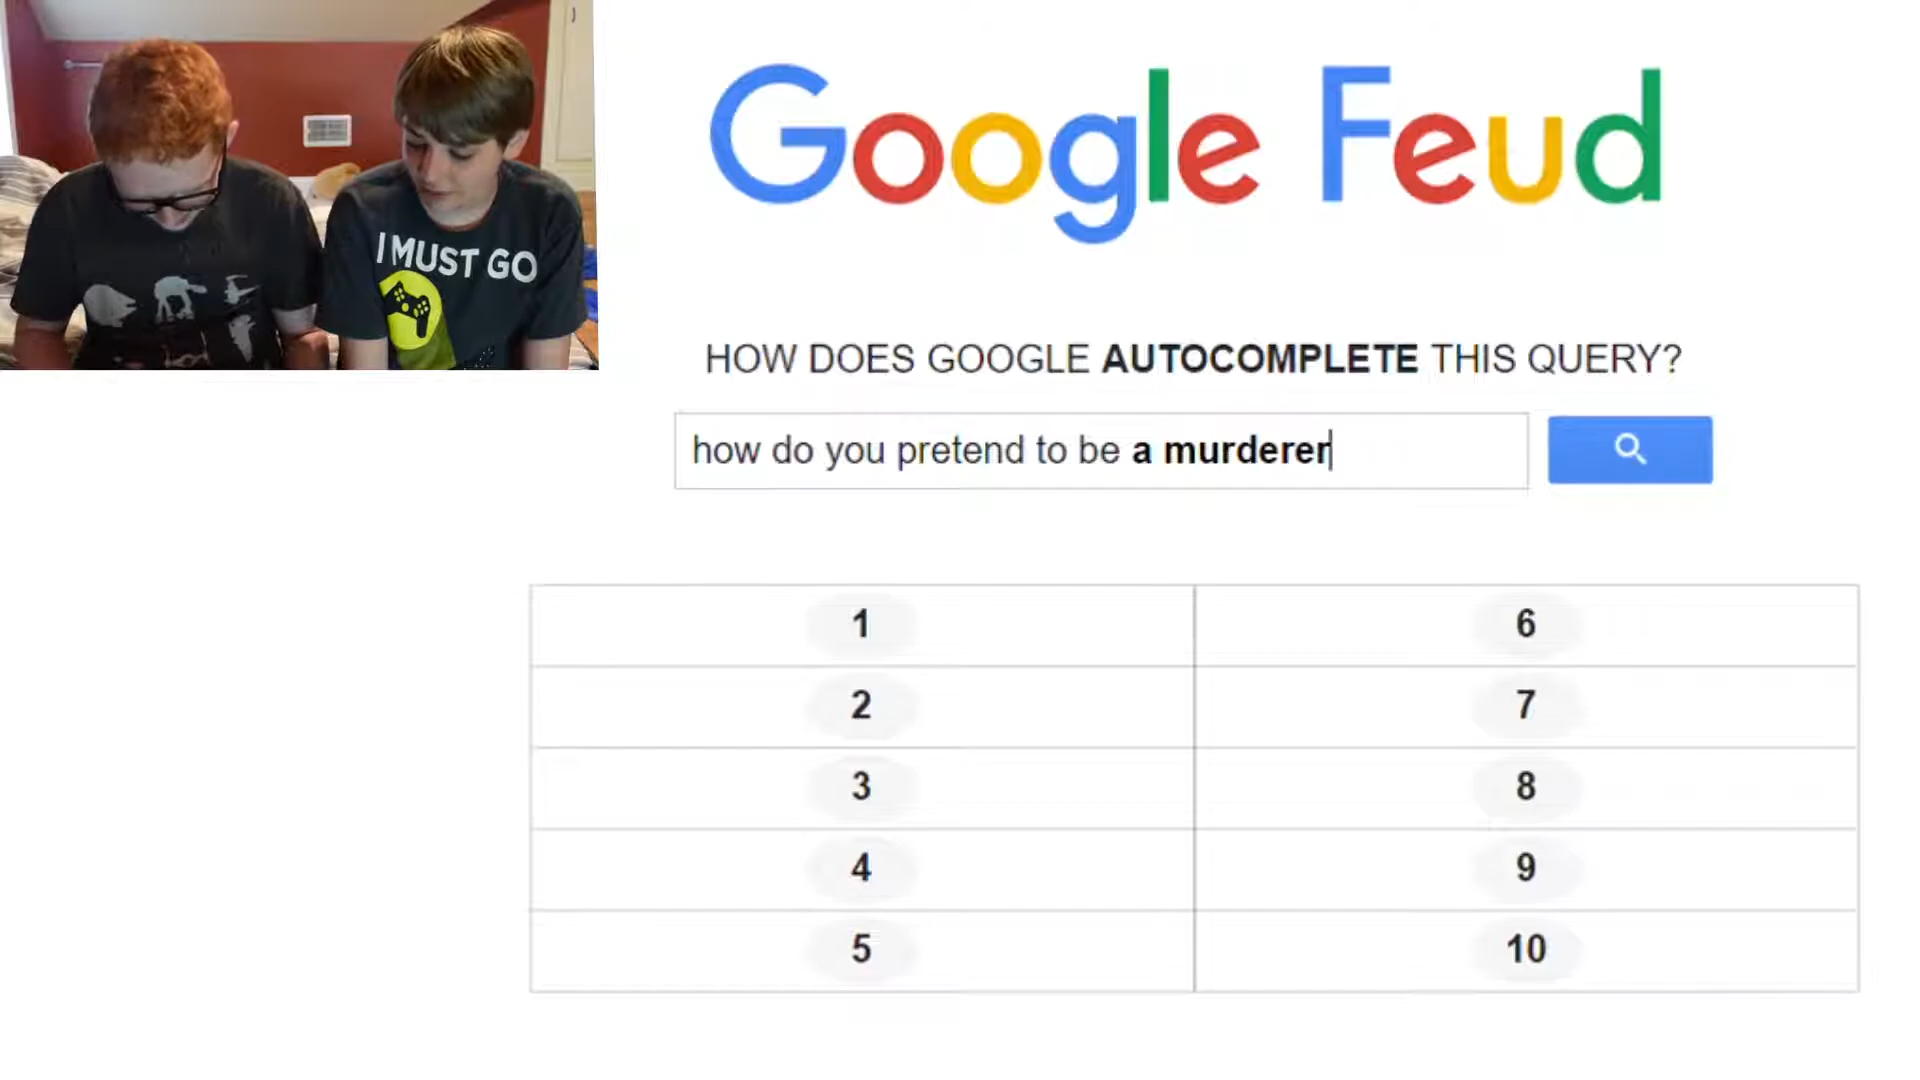 I MUST GO
Google Feud
HOW DOES GOOGLE AUTOCOMPLETE THIS QUERY?
how do you pretend to be a murderer
1
6
2
7
3
8
4
9
5
10